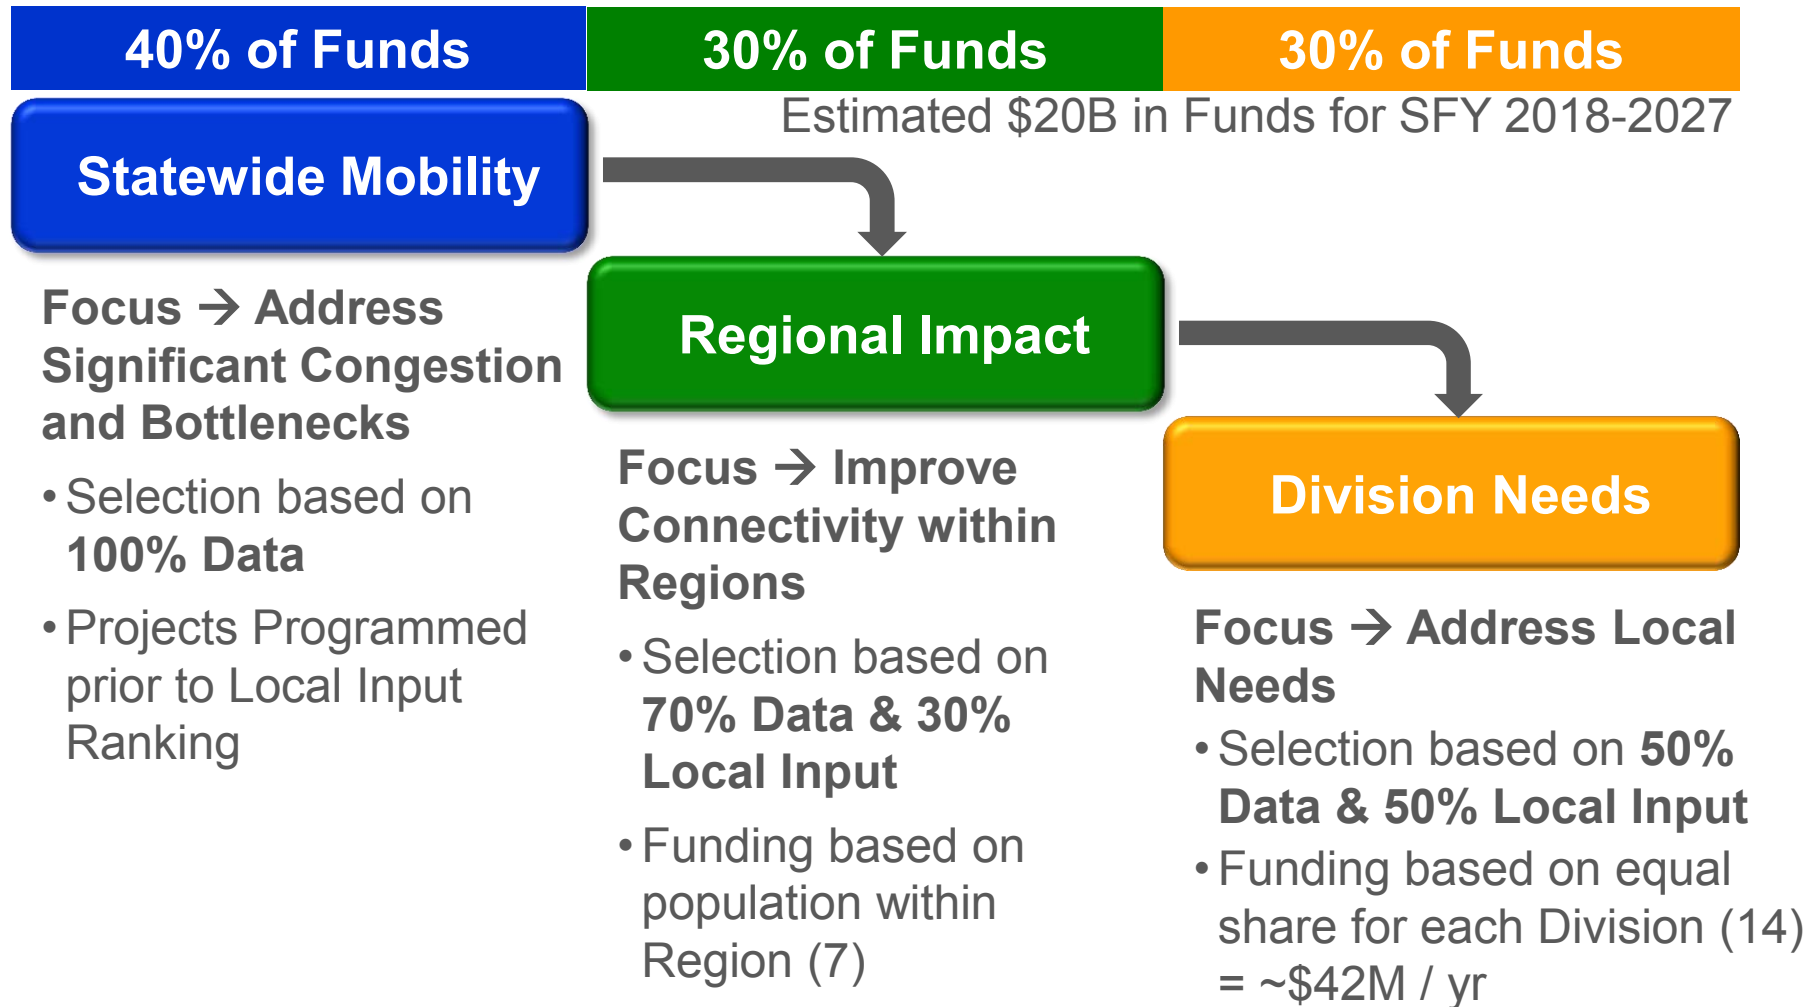 40% of Funds
30% of Funds
30% of Funds
Estimated $20B in Funds for SFY 2018-2027
Statewide Mobility
Focus → Address
Significant Congestion
and Bottlenecks
• Selection based on
100% Data
• Projects Programmed
prior to Local Input
Ranking
Regional Impact
Focus → Improve
Connectivity within
Regions
• Selection based on
70% Data & 30%
Local Input
• Funding based on
population within
Region (7)
Division Needs
Focus → Address Local
Needs
• Selection based on 50%
Data & 50% Local Input
• Funding based on equal
share for each Division (14)
= ~$42M / yr